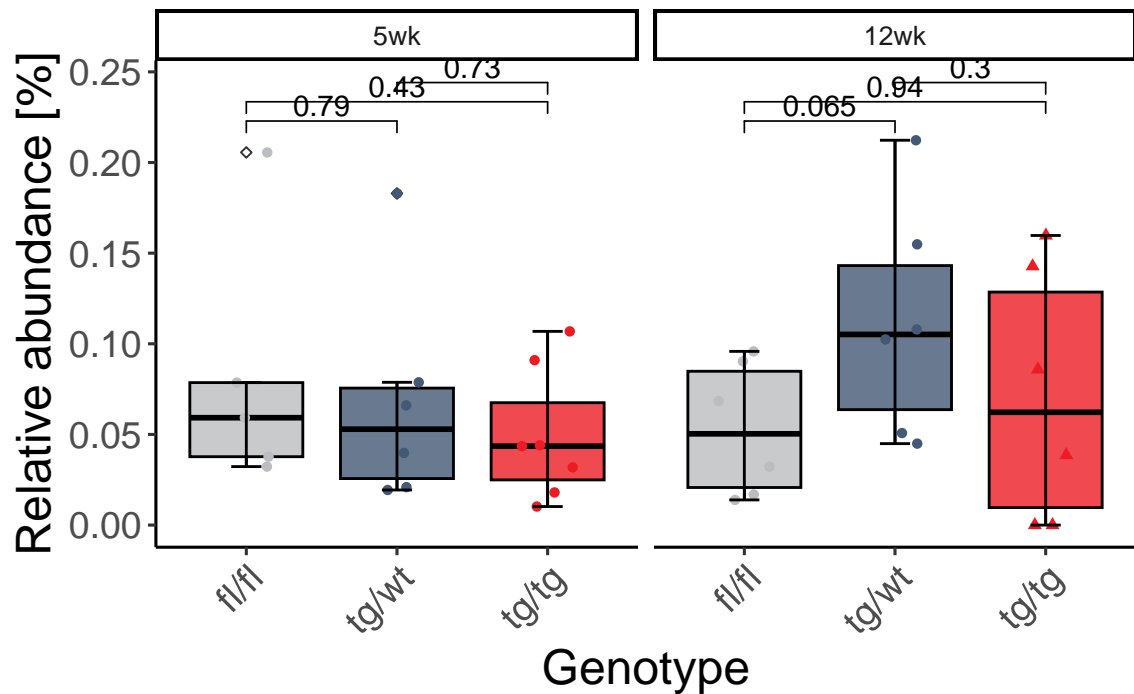 5wk
12wk
Relative abundance [%]
0.25
0.20
0.15
0.10
0.05
0.00
0.73
0.43
0.79
0.3
0.94
0.065
fl/fl
tg/wt
tg/tg
fl/fl
tg/wt
tg/tg
Genotype